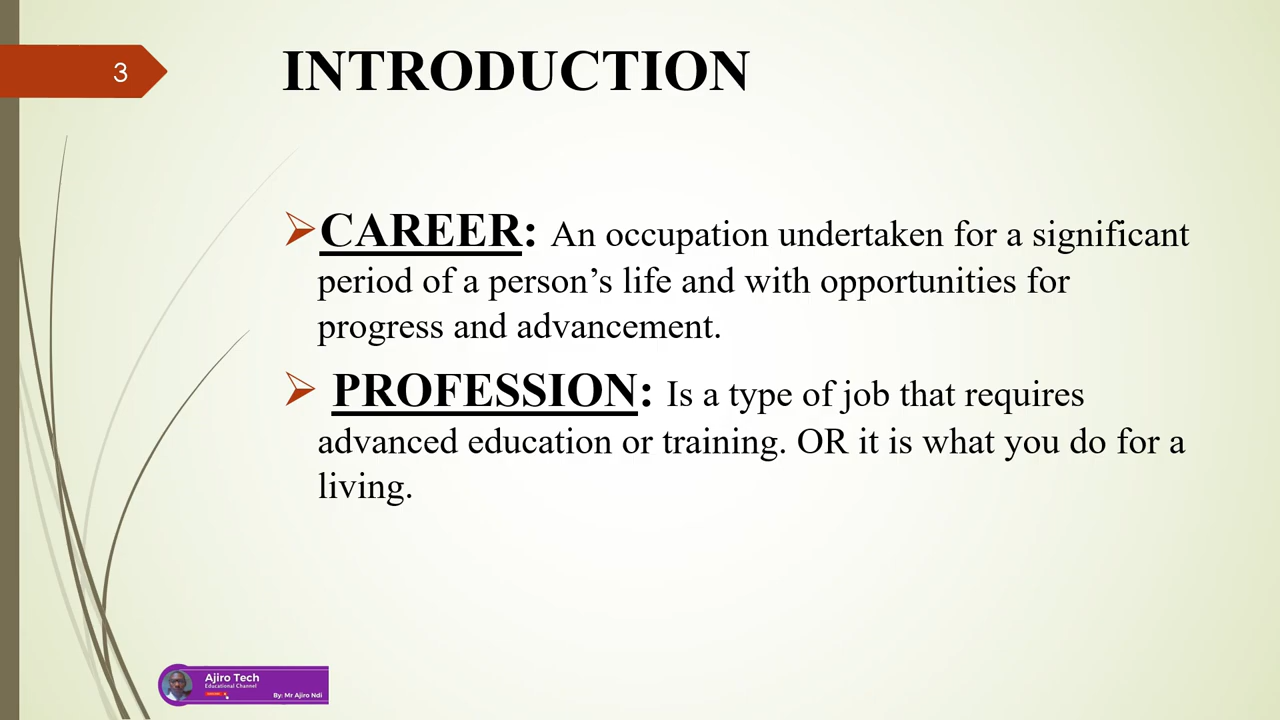 3
INTRODUCTION
CAREER: An occupation undertaken for a significant
period of a person’s life and with opportunities for
progress and advancement.
PROFESSION: Is a type of job that requires
advanced education or training. OR it is what you do for a
living.
Ajiro Tech
Educational Channel
By: Mr Ajiro Ndi